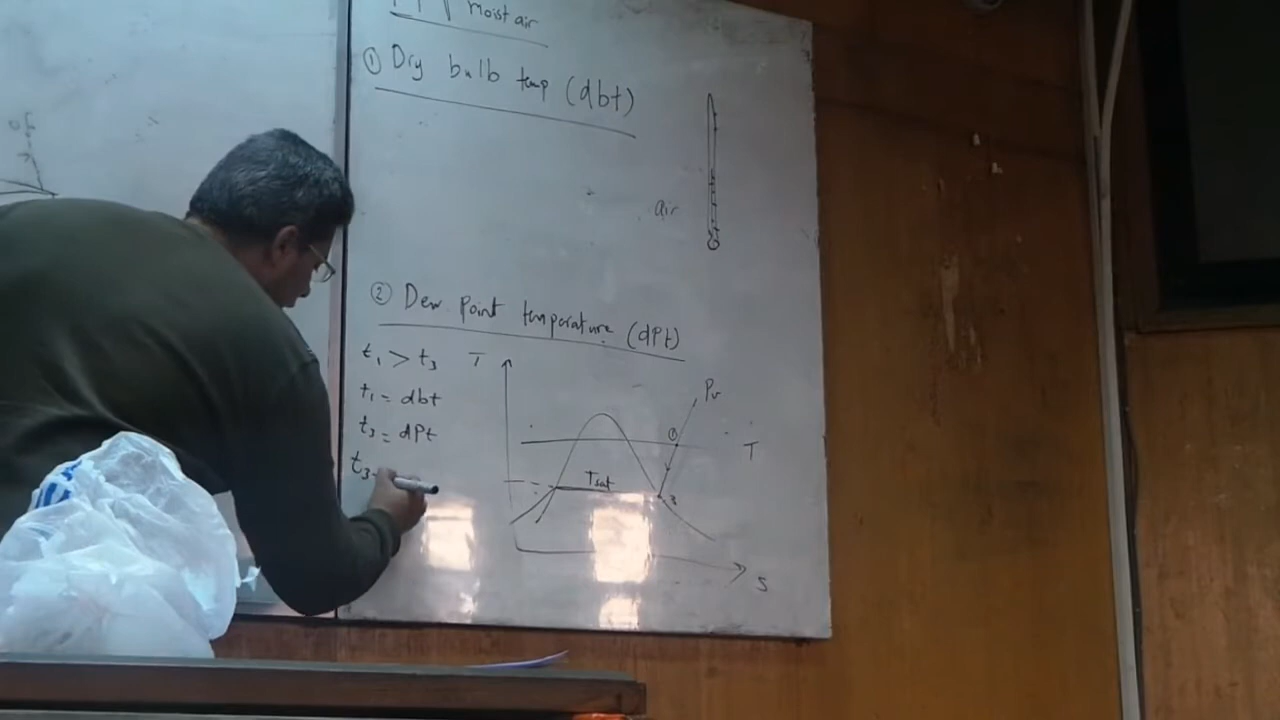 moist air
① Dry bulb temp (dbt)
air
② Dew point temperature (dPt)
t₁ > t₃
t₁ = dbt
t₃ = dPt
t₃
T
Pv
①
T
Tsat
3
S